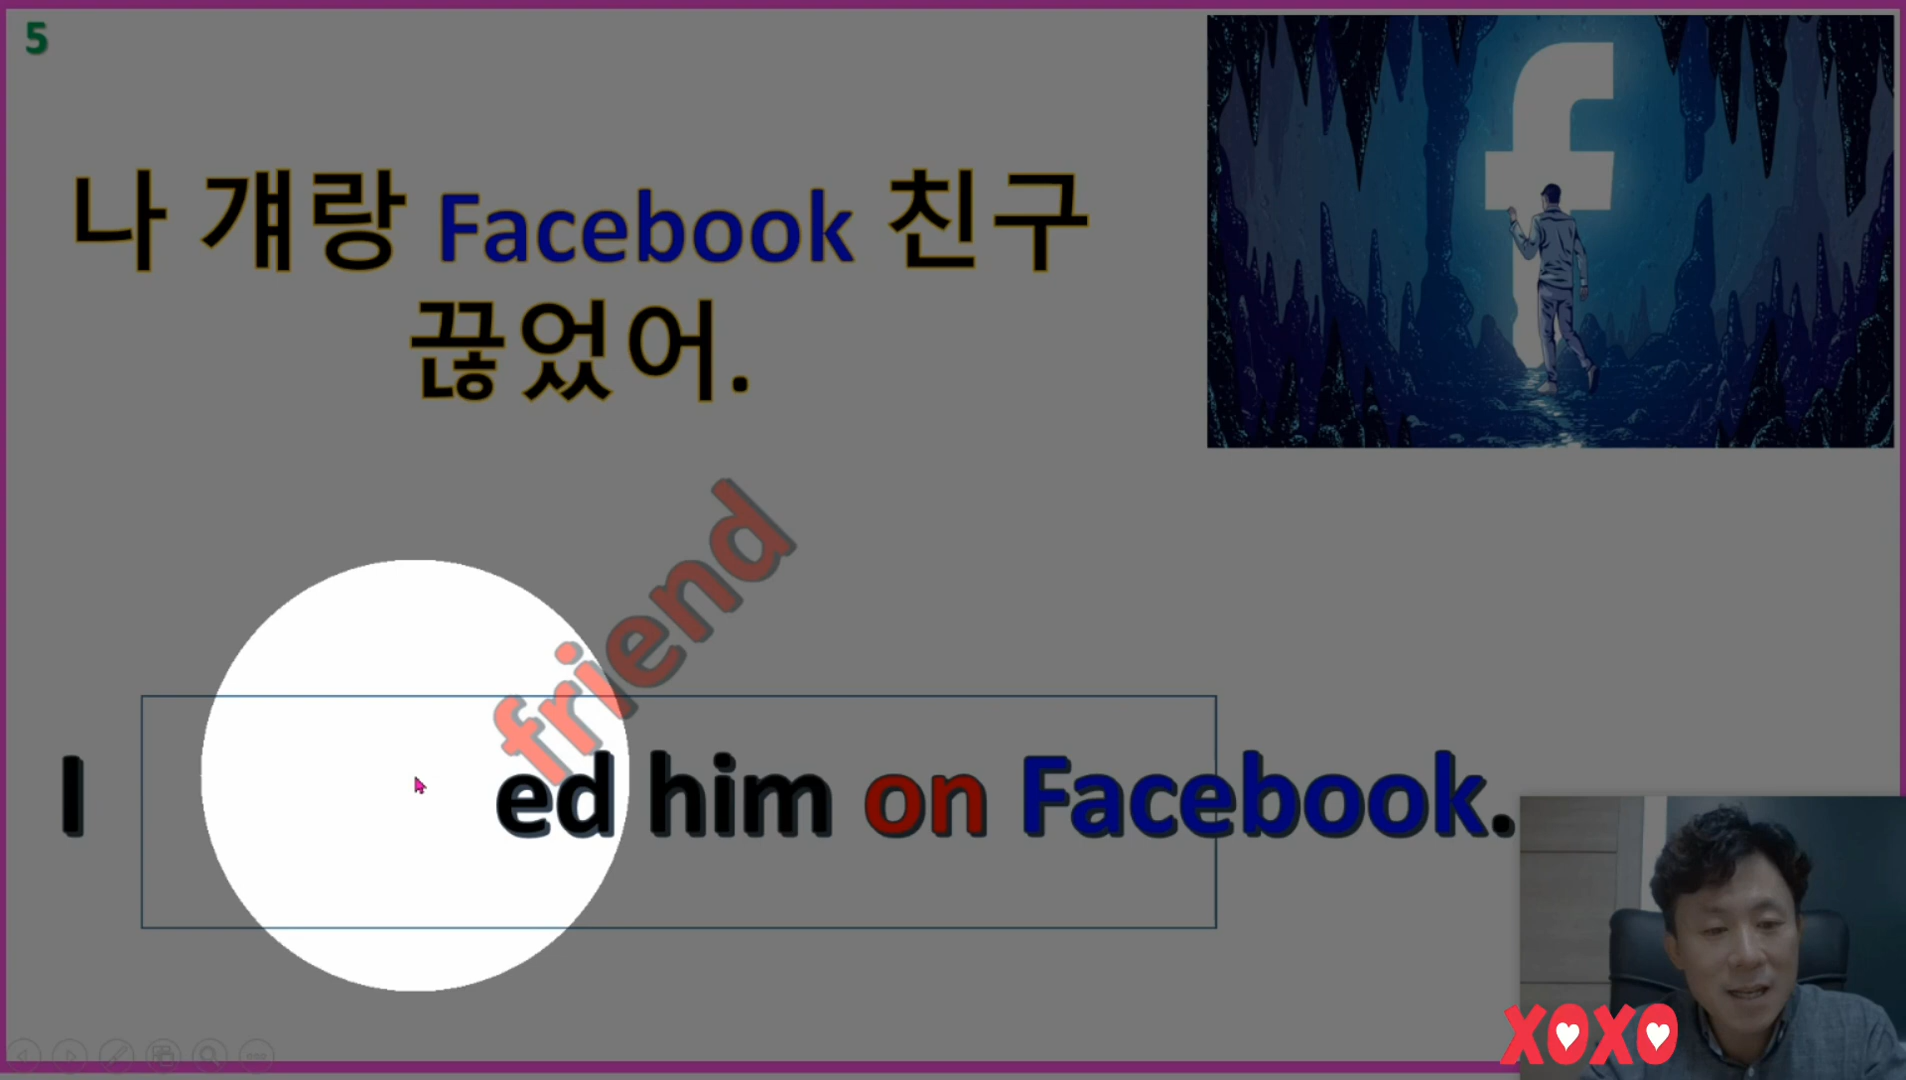 5
나 걔랑 Facebook 친구
끊었어.
friend
I ed him on Facebook.
XOXO